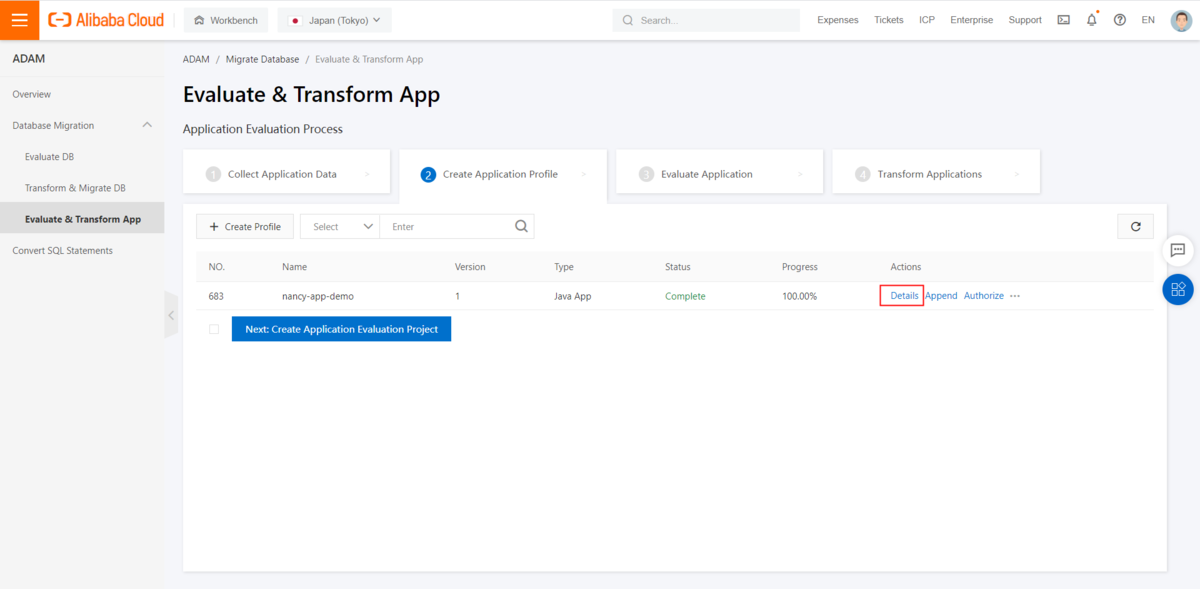 Alibaba Cloud Workbench Japan (Tokyo) Search... Expenses Tickets ICP Enterprise Support EN
ADAM
Overview
Database Migration
Evaluate DB
Transform & Migrate DB
Evaluate & Transform App
Convert SQL Statements
ADAM / Migrate Database / Evaluate & Transform App
Evaluate & Transform App
Application Evaluation Process
1 Collect Application Data > 2 Create Application Profile > 3 Evaluate Application > 4 Transform Applications >
+ Create Profile Select Enter
NO. Name Version Type Status Progress Actions
683 nancy-app-demo 1 Java App Complete 100.00% Details Append Authorize ···
Next: Create Application Evaluation Project